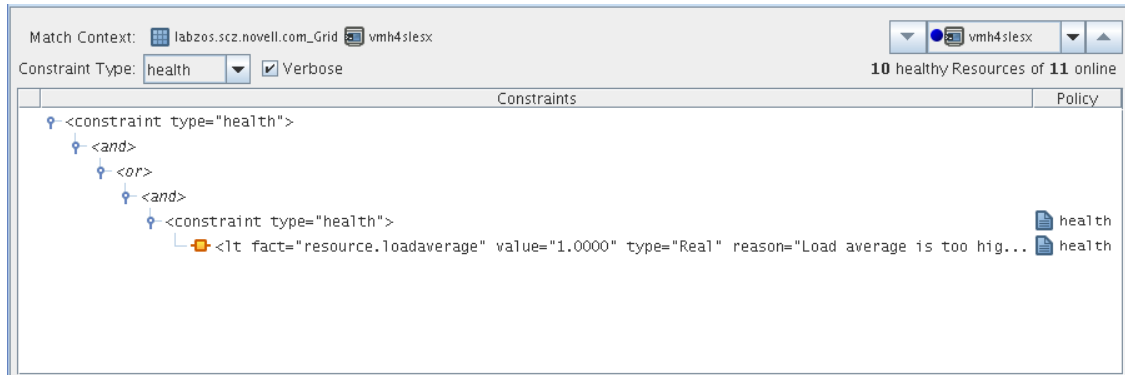 Match Context: labzos.scz.novell.com_Grid vmh4slesx vmh4slesx
Constraint Type: health Verbose 10 healthy Resources of 11 online
Constraints Policy
<constraint type="health">
<and>
<or>
<and>
<constraint type="health"> health
<lt fact="resource.loadaverage" value="1.0000" type="Real" reason="Load average is too hig... health